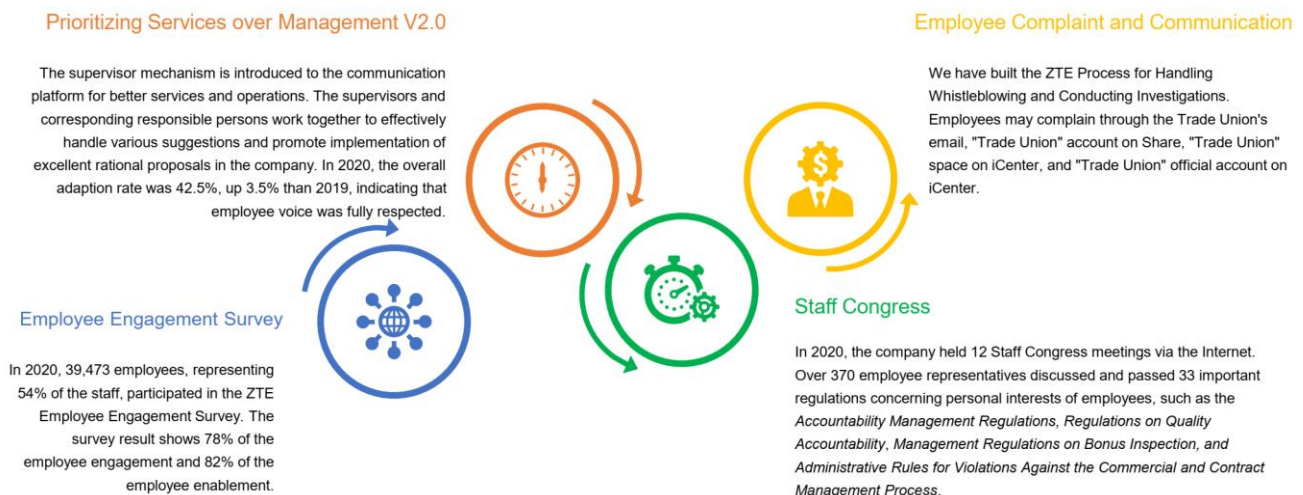 Prioritizing Services over Management V2.0
The supervisor mechanism is introduced to the communication
platform for better services and operations. The supervisors and
corresponding responsible persons work together to effectively
handle various suggestions and promote implementation of
excellent rational proposals in the company. In 2020, the overall
adaption rate was 42.5%, up 3.5% than 2019, indicating that
employee voice was fully respected.
Employee Complaint and Communication
We have built the ZTE Process for Handling
Whistleblowing and Conducting Investigations.
Employees may complain through the Trade Union's
email, "Trade Union" account on Share, "Trade Union"
space on iCenter, and "Trade Union" official account on
iCenter.
$
Employee Engagement Survey
In 2020, 39,473 employees, representing
54% of the staff, participated in the ZTE
Employee Engagement Survey. The
survey result shows 78% of the
employee engagement and 82% of the
employee enablement.
Staff Congress
In 2020, the company held 12 Staff Congress meetings via the Internet.
Over 370 employee representatives discussed and passed 33 important
regulations concerning personal interests of employees, such as the
Accountability Management Regulations, Regulations on Quality
Accountability, Management Regulations on Bonus Inspection, and
Administrative Rules for Violations Against the Commercial and Contract
Management Process.